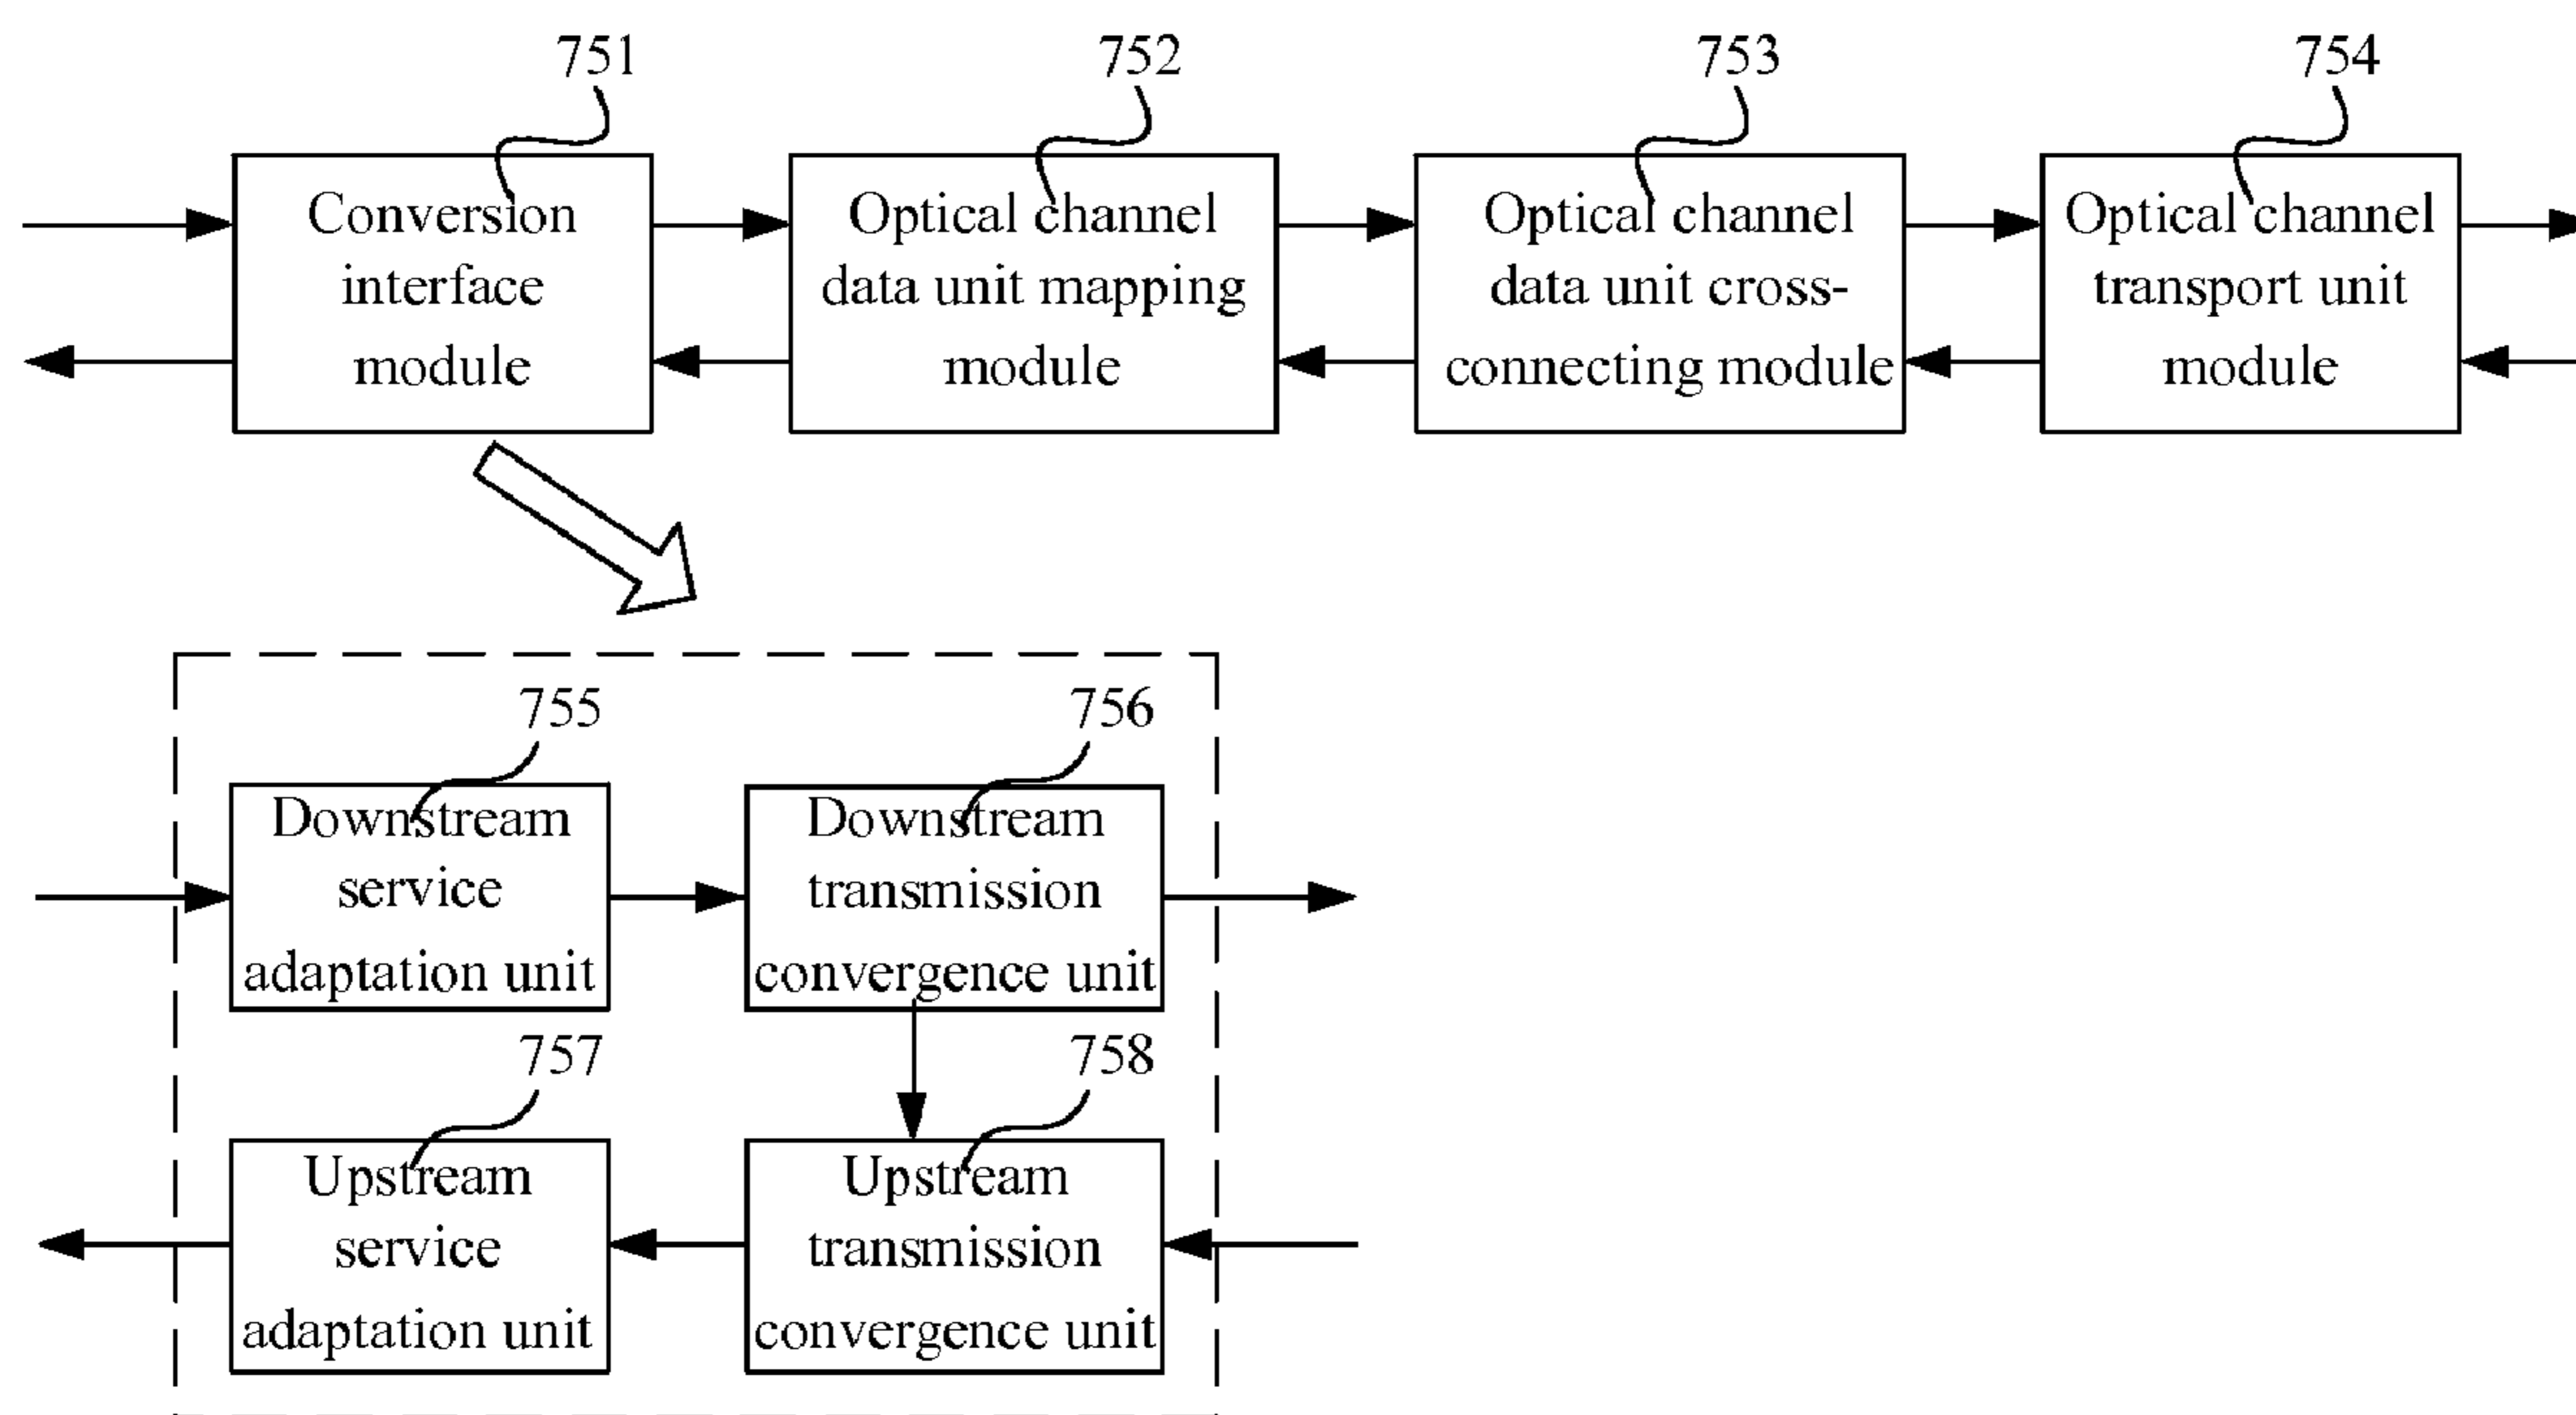 751
752
753
754
Conversion
interface
module
Optical channel
data unit mapping
module
Optical channel
data unit cross-
connecting module
Optical channel
transport unit
module
755
756
Downstream
service
adaptation unit
Downstream
transmission
convergence unit
757
758
Upstream
service
adaptation unit
Upstream
transmission
convergence unit